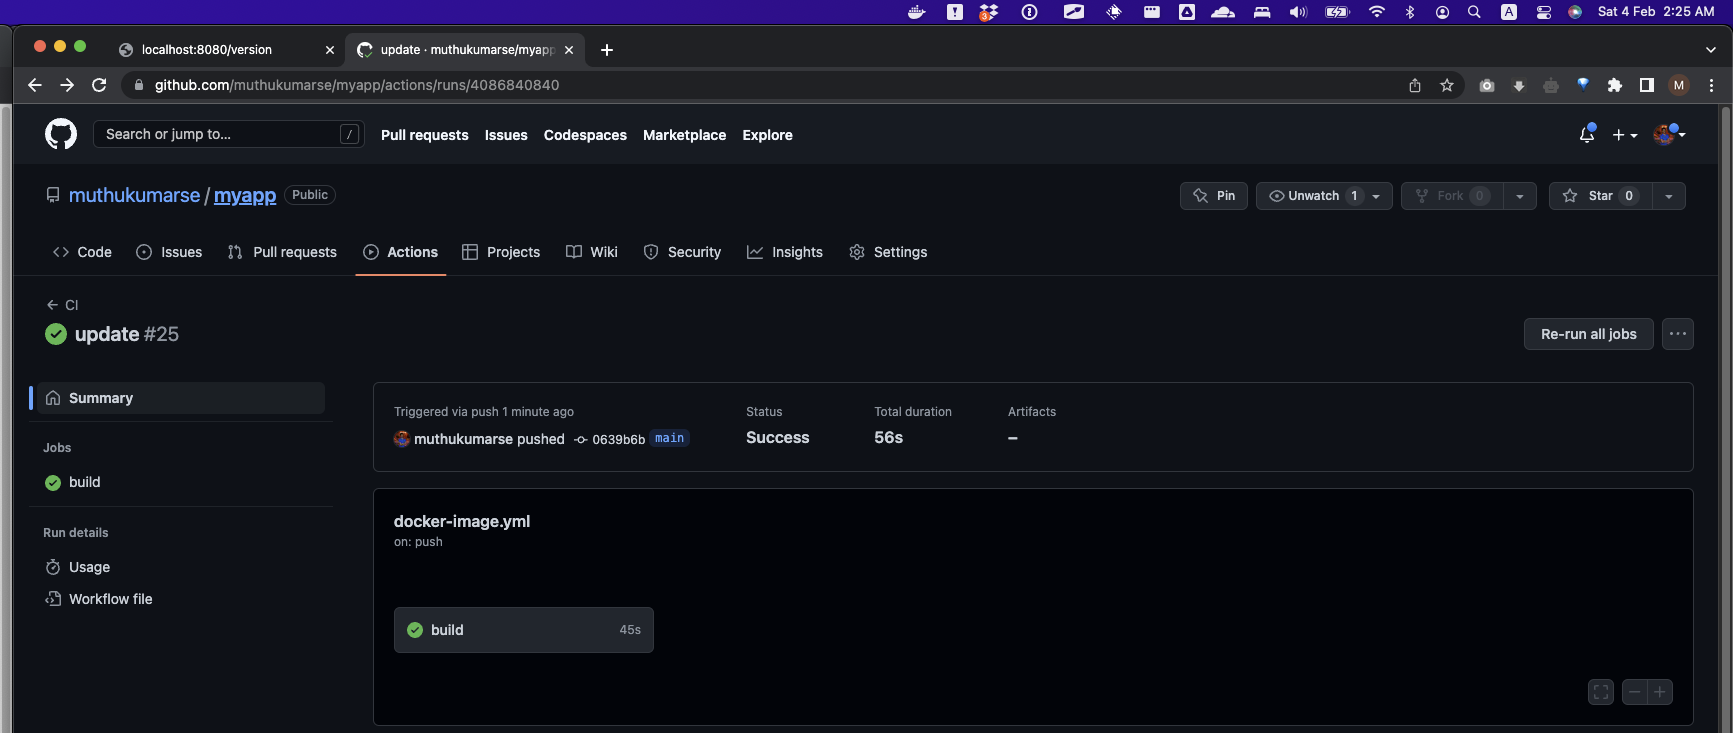 Sat 4 Feb 2:25 AM
localhost:8080/version
update · muthukumarse/myapp
github.com/muthukumarse/myapp/actions/runs/4086840840
M
Search or jump to... /
Pull requests Issues Codespaces Marketplace Explore
muthukumarse / myapp Public
Pin Unwatch 1 Fork 0 Star 0
Code Issues Pull requests Actions Projects Wiki Security Insights Settings
← CI
update #25
Re-run all jobs ...
Summary
Jobs
build
Run details
Usage
Workflow file
Triggered via push 1 minute ago
muthukumarse pushed 0639b6b main
Status
Success
Total duration
56s
Artifacts
–
docker-image.yml
on: push
build 45s